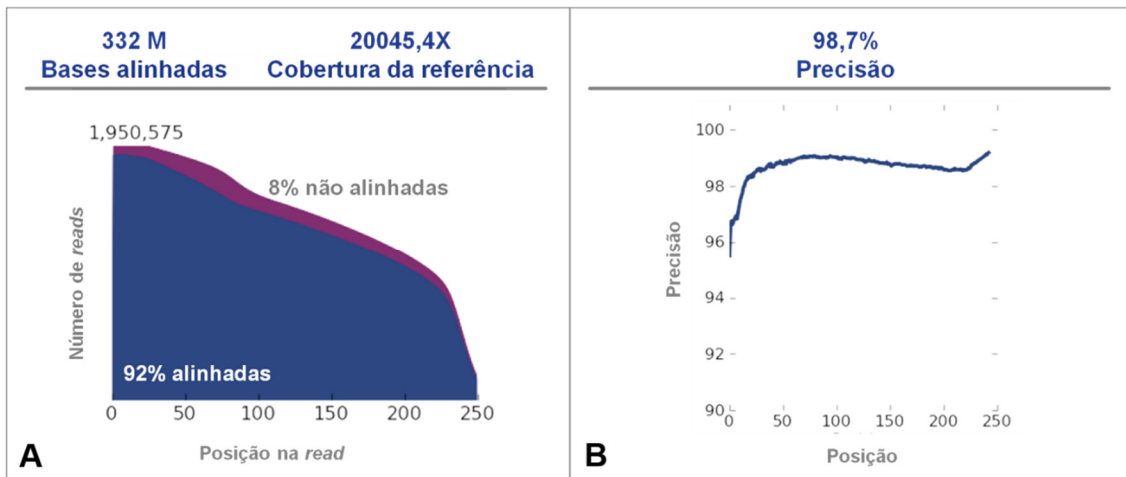 332 M
Bases alinhadas
20045,4X
Cobertura da referência
1,950,575
8% não alinhadas
Número de reads
92% alinhadas
0 50 100 150 200 250
Posição na read
A
98,7%
Precisão
100
98
96
94
92
90
Precisão
0 50 100 150 200 250
Posição
B